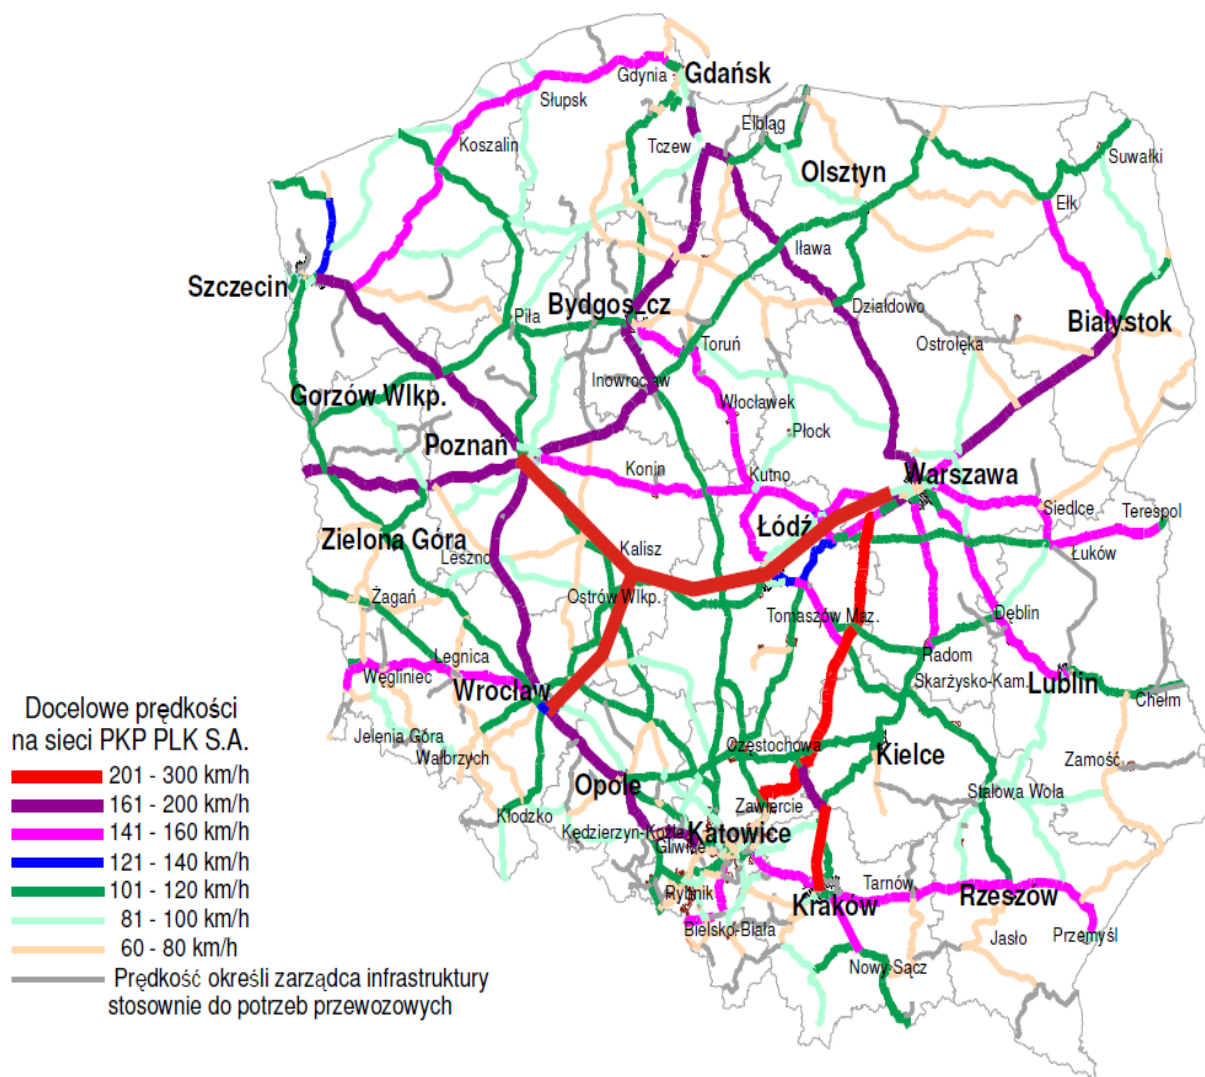 Gdańsk
Gdynia
Słupsk
Elbląg
Koszalin
Tczew
Suwałki
Olsztyn
Ełk
Iława
Szczecin
Bydgoszcz
Działdowo
Piła
Białystok
Toruń
Ostrołęka
Inowrocław
Gorzów Wlkp.
Włocławek
Płock
Poznań
Konin
Kutno
Warszawa
Siedlce
Terespol
Łódź
Zielona Góra
Kalisz
Łuków
Leszno
Żagań
Ostrów Wlkp.
Tomaszów Maz.
Dęblin
Legnica
Radom
Węgliniec
Wrocław
Skarżysko-Kam.
Lublin
Chełm
Docelowe prędkości
na sieci PKP PLK S.A.
Jelenia Góra
Wałbrzych
Częstochowa
Kielce
Zamość
201 - 300 km/h
Opole
Stalowa Wola
161 - 200 km/h
Kłodzko
Zawiercie
141 - 160 km/h
Kędzierzyn-Koźle
Katowice
Gliwice
121 - 140 km/h
101 - 120 km/h
Rybnik
Tarnów
Rzeszów
Kraków
81 - 100 km/h
Bielsko-Biała
Jasło
Przemyśl
60 - 80 km/h
Nowy Sącz
Prędkość określi zarządca infrastruktury
stosownie do potrzeb przewozowych